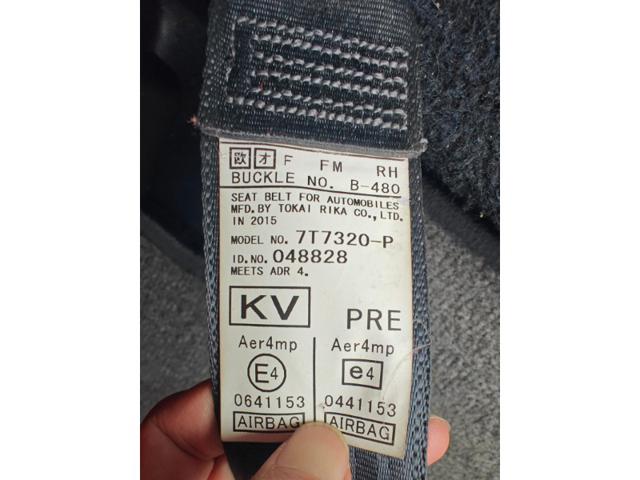 欧 オ F FM RH
BUCKLE NO. B-480
SEAT BELT FOR AUTOMOBILES
MFD. BY TOKAI RIKA CO., LTD.
IN 2015
MODEL NO. 7T7320-P
ID.NO. 048828
MEETS ADR 4.
KV PRE
Aer4mp Aer4mp
E4 e4
0641153 0441153
AIRBAG AIRBAG